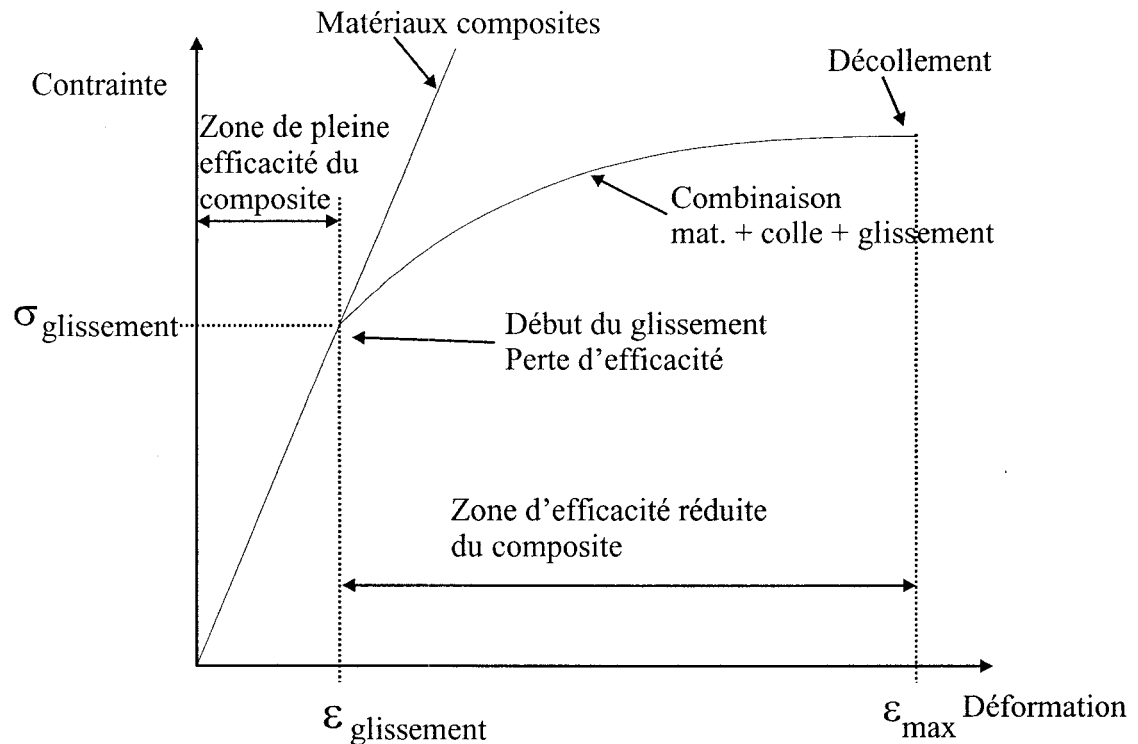 Matériaux composites
Contrainte
Décollement
Zone de pleine
efficacité du
composite
Combinaison
mat. + colle + glissement
σ glissement
Début du glissement
Perte d'efficacité
Zone d'efficacité réduite
du composite
ε glissement
ε max
Déformation